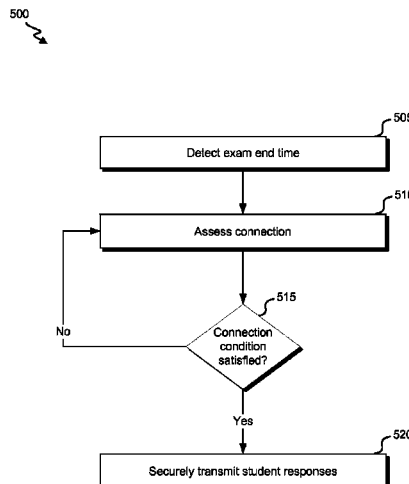 500
505
Detect exam end time
510
Assess connection
515
Connection
condition
satisfied?
No
Yes
520
Securely transmit student responses